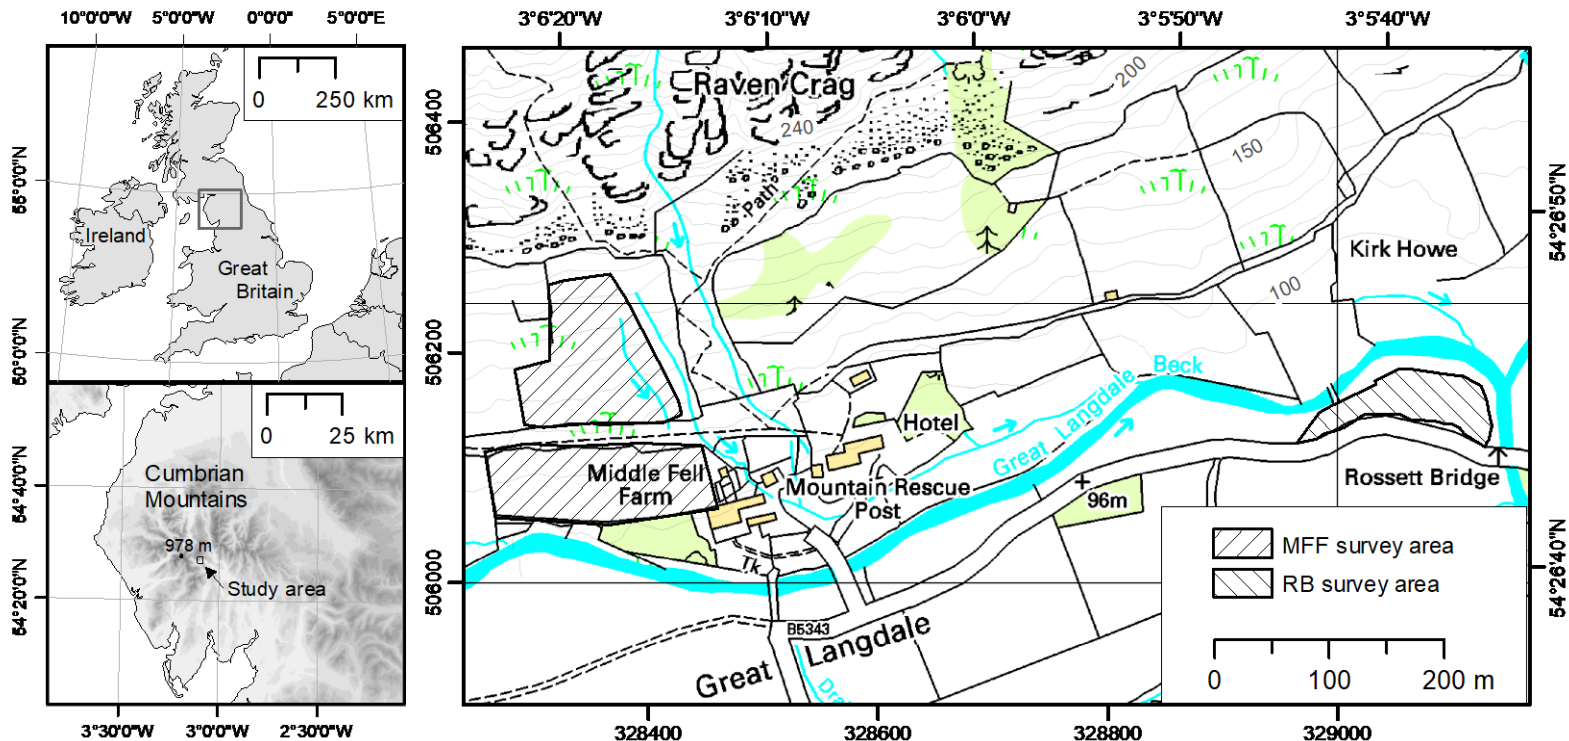 10°0'0"W 5°0'0"W 0°0'0" 5°0'0"E
0 250 km
55°0'0"N
50°0'0"N
Ireland
Great
Britain
0 25 km
Cumbrian
Mountains
978 m
Study area
54°40'0"N
54°20'0"N
3°30'0"W 3°0'0"W 2°30'0"W
3°6'20"W 3°6'10"W 3°6'0"W 3°5'50"W 3°5'40"W
506400
506200
506000
54°26'50"N
54°26'40"N
Raven Crag
240
200
150
100
Path
Kirk Howe
Great Langdale Beck
Hotel
Middle Fell
Farm
Mountain Rescue
Post
96m
Rossett Bridge
Tk
B5343
Great Langdale
Dra
MFF survey area
RB survey area
0 100 200 m
328400 328600 328800 329000